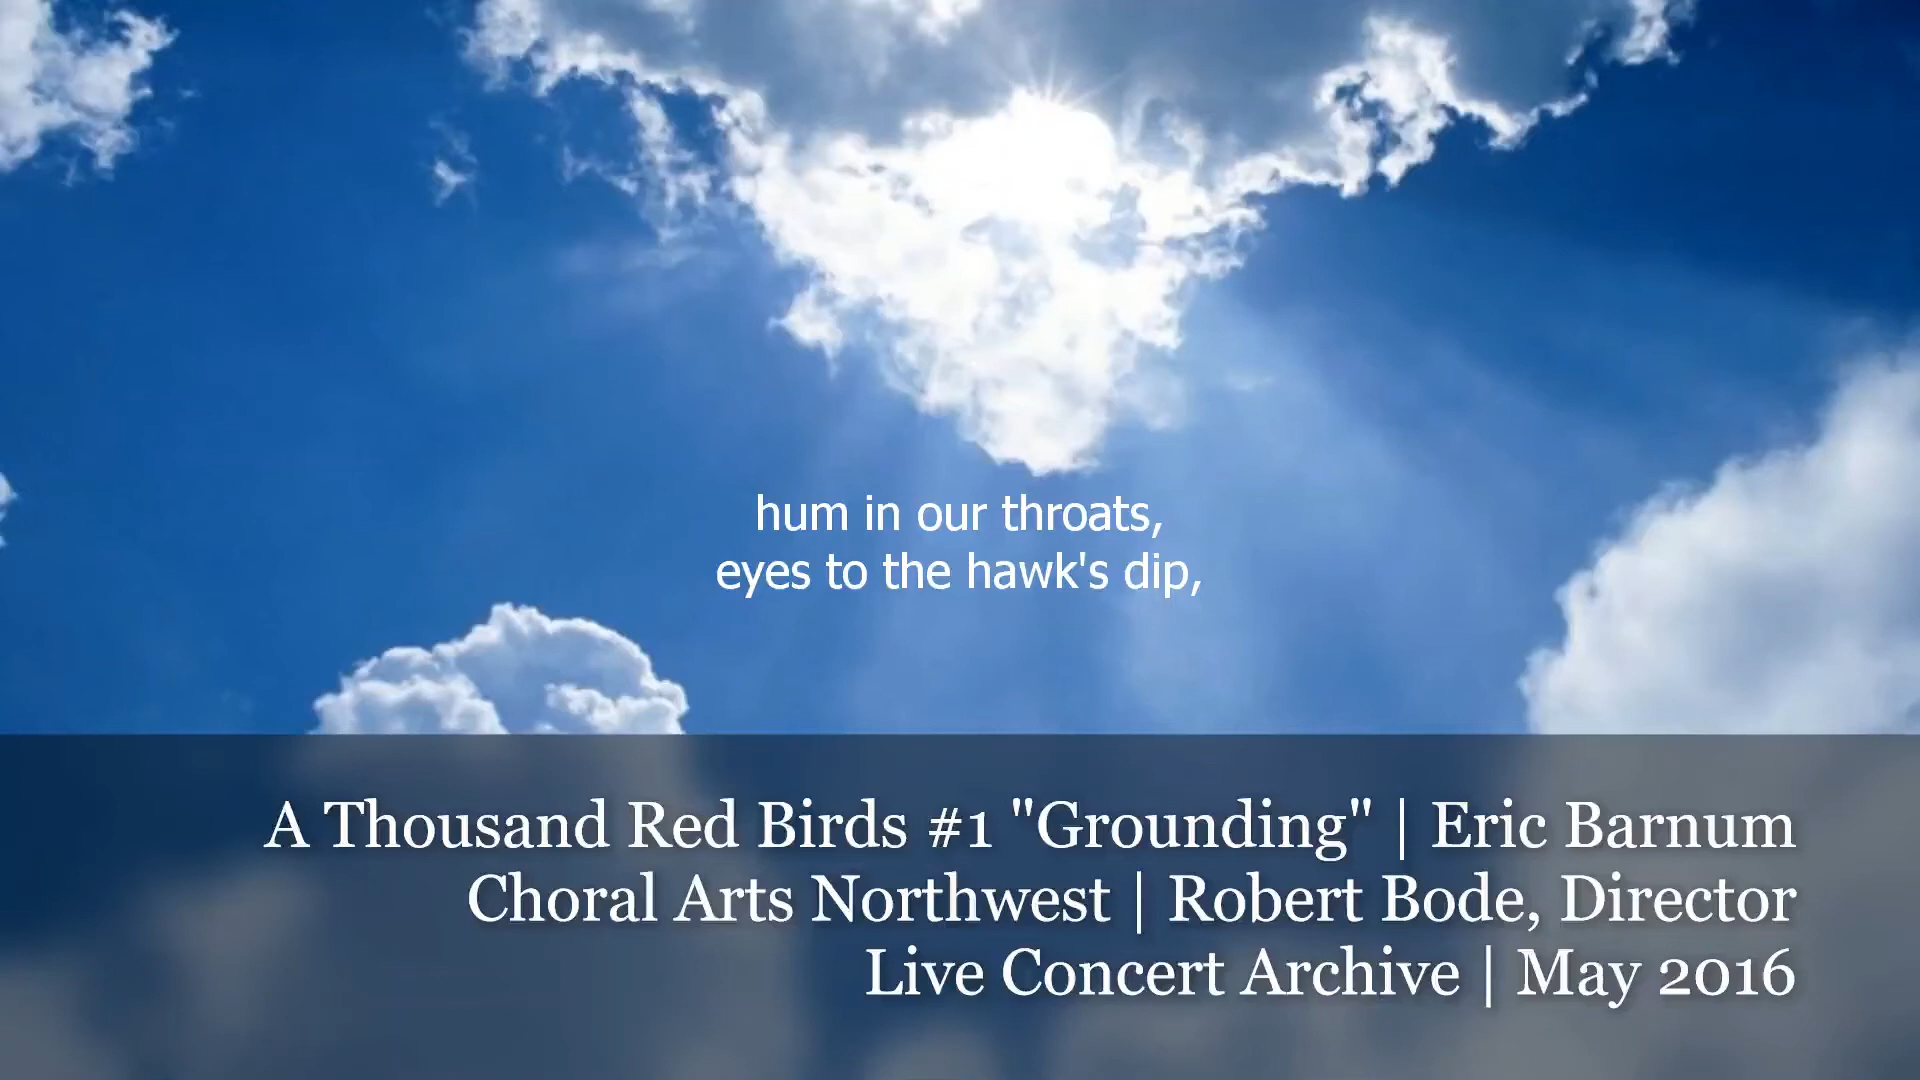 hum in our throats,
eyes to the hawk's dip,
A Thousand Red Birds #1 "Grounding" | Eric Barnum
Choral Arts Northwest | Robert Bode, Director
Live Concert Archive | May 2016